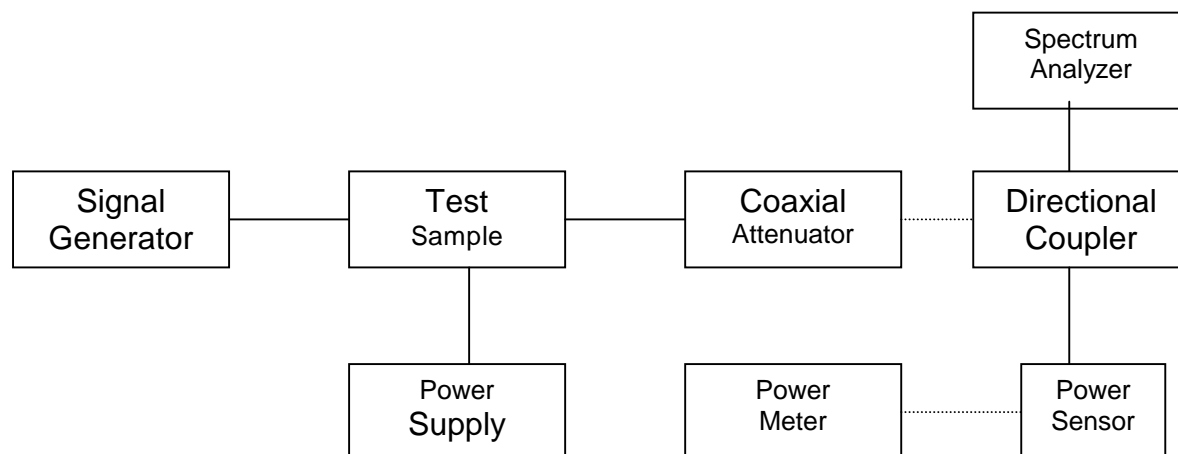 Spectrum
Analyzer
Signal
Generator
Test
Sample
Coaxial
Attenuator
Directional
Coupler
Power
Supply
Power
Meter
Power
Sensor